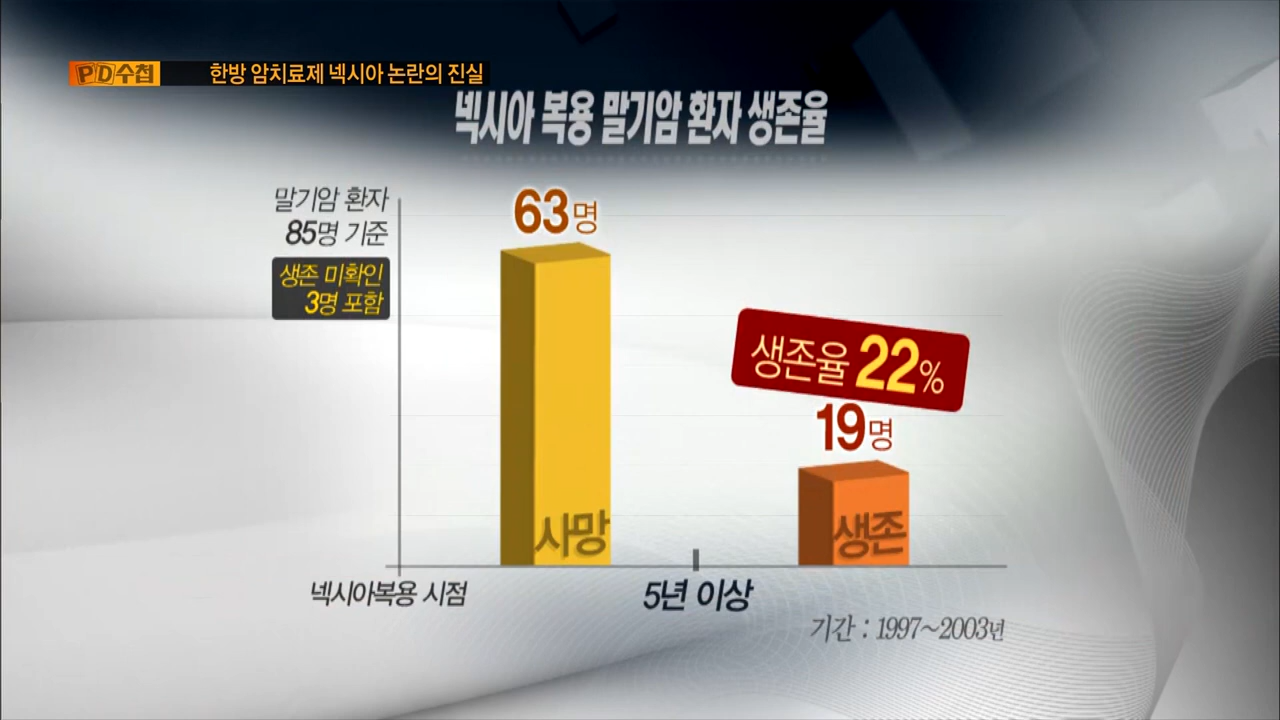 PD수첩
한방 암치료제 넥시아 논란의 진실
넥시아 복용 말기암 환자 생존율
말기암 환자
85명 기준
생존 미확인
3명 포함
63명
생존율 22%
19명
사망
생존
넥시아복용 시점
5년 이상
기간 : 1997~2003년